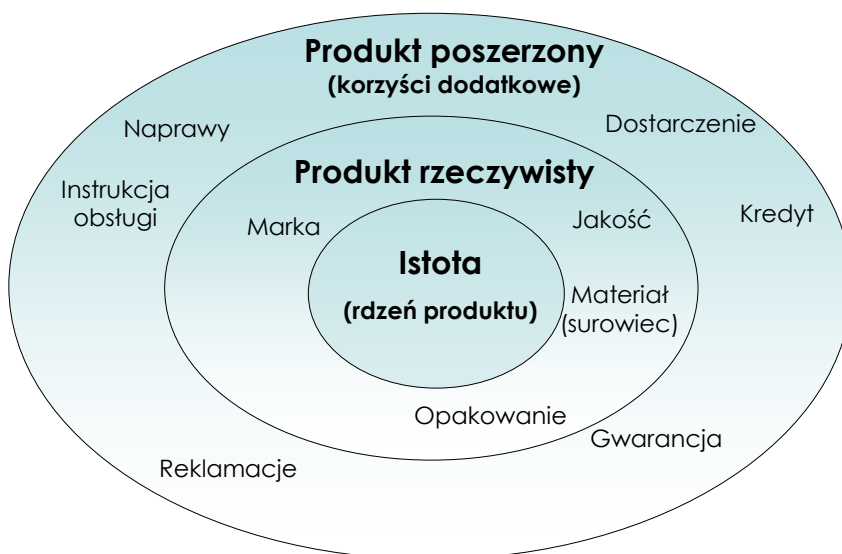 Produkt poszerzony
(korzyści dodatkowe)
Naprawy
Dostarczenie
Produkt rzeczywisty
Instrukcja
obsługi
Marka
Jakość
Kredyt
Istota
(rdzeń produktu)
Materiał
(surowiec)
Opakowanie
Gwarancja
Reklamacje